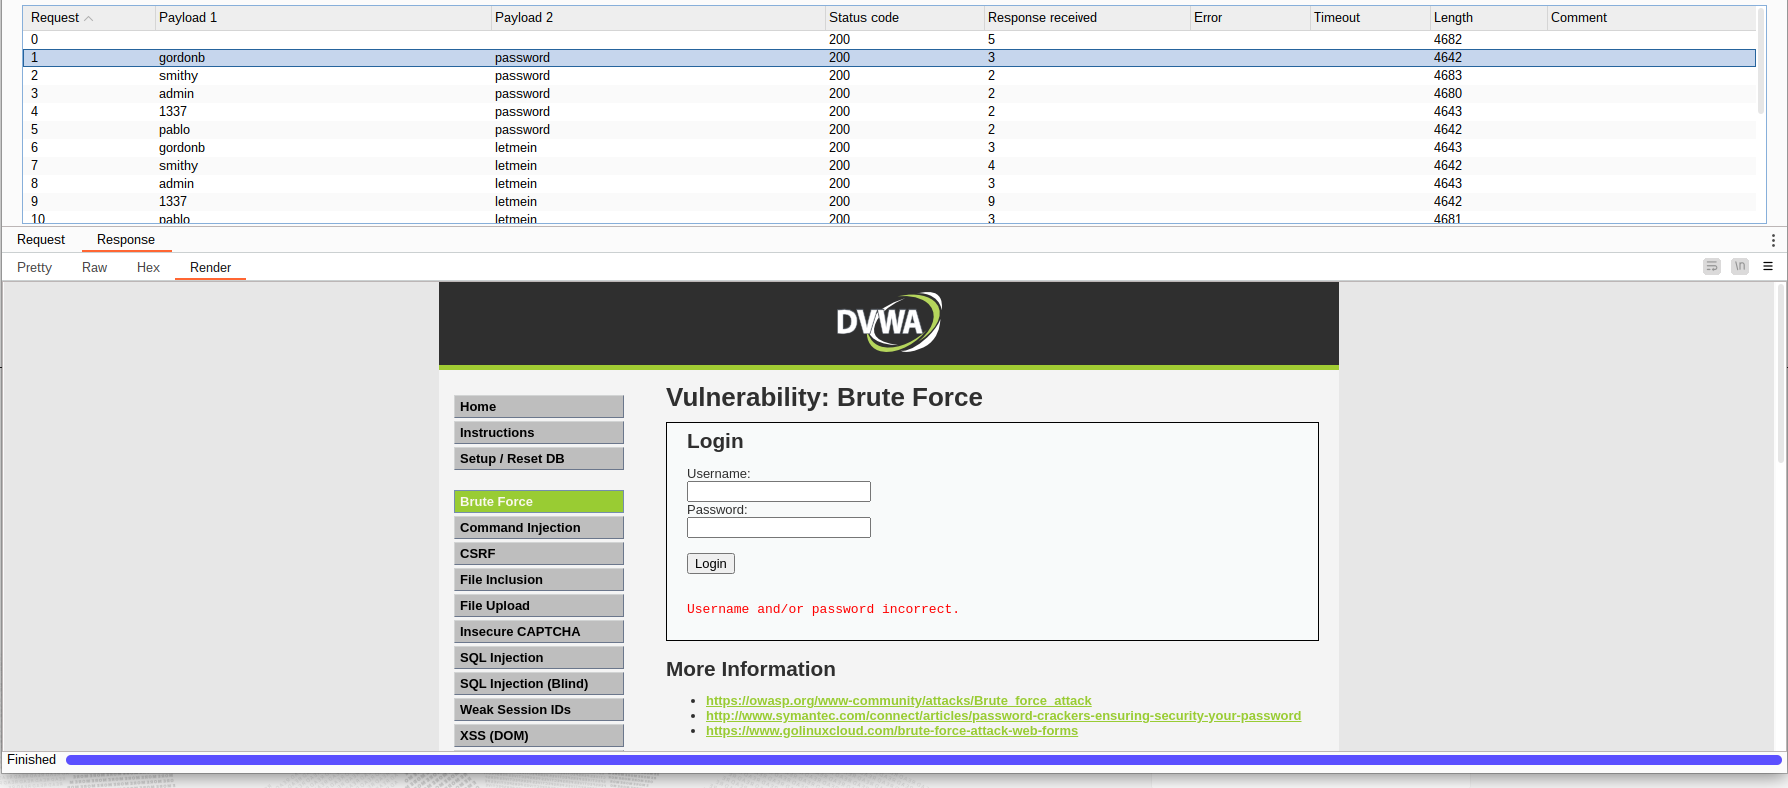 Request Payload 1 Payload 2 Status code Response received Error Timeout Length Comment
0 200 5 4682
1 gordonb password 200 3 4642
2 smithy password 200 2 4683
3 admin password 200 2 4680
4 1337 password 200 2 4643
5 pablo password 200 2 4642
6 gordonb letmein 200 3 4643
7 smithy letmein 200 4 4642
8 admin letmein 200 3 4643
9 1337 letmein 200 9 4642
10 pablo letmein 200 3 4681
Request Response
Pretty Raw Hex Render
\n
DVWA
Vulnerability: Brute Force
Home
Instructions
Setup / Reset DB
Brute Force
Command Injection
CSRF
File Inclusion
File Upload
Insecure CAPTCHA
SQL Injection
SQL Injection (Blind)
Weak Session IDs
XSS (DOM)
Login
Username:
Password:
Login
Username and/or password incorrect.
More Information
https://owasp.org/www-community/attacks/Brute_force_attack
http://www.symantec.com/connect/articles/password-crackers-ensuring-security-your-password
https://www.golinuxcloud.com/brute-force-attack-web-forms
Finished